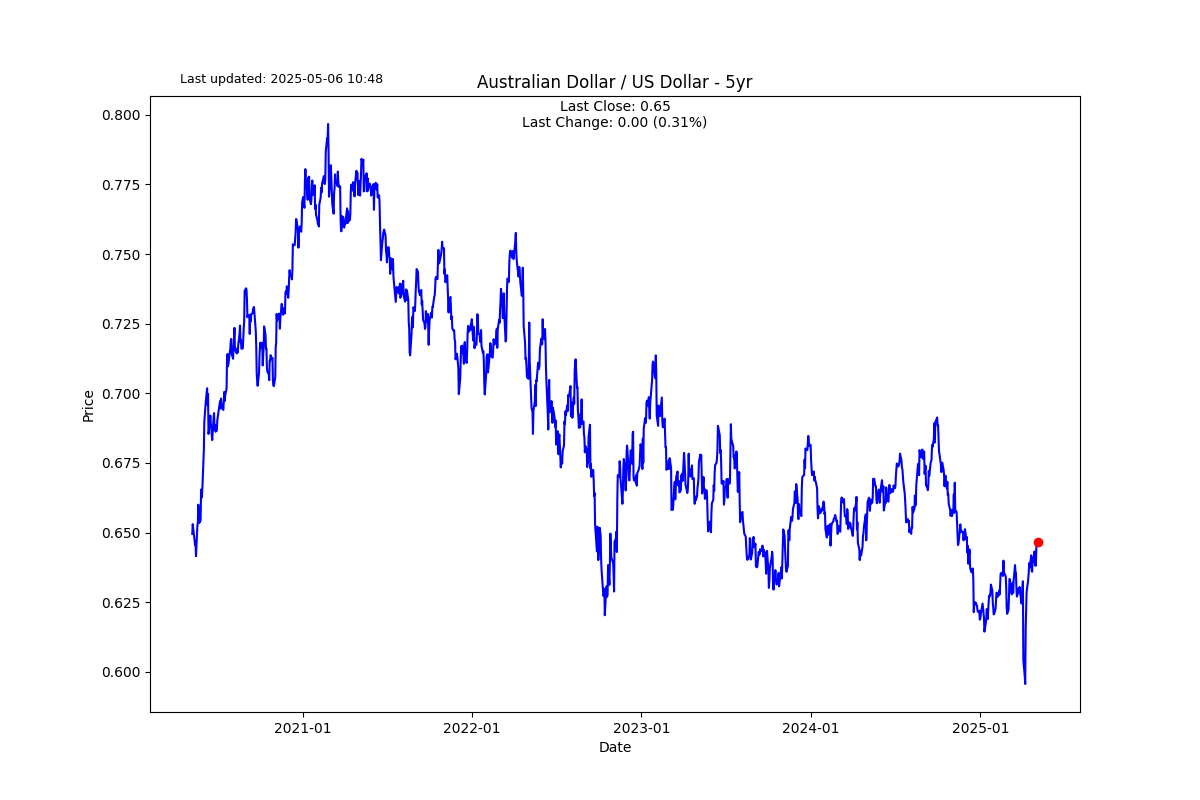 Last updated: 2025-05-06 10:48
Australian Dollar / US Dollar - 5yr
Last Close: 0.65
Last Change: 0.00 (0.31%)
0.800
0.775
0.750
0.725
0.700
0.675
0.650
0.625
0.600
Price
2021-01 2022-01 2023-01 2024-01 2025-01
Date